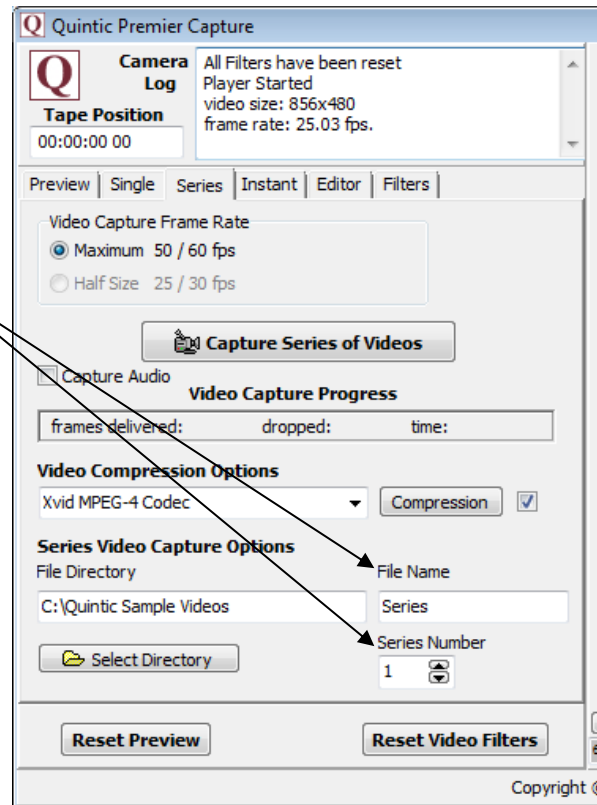 Q Quintic Premier Capture
Q
Camera Log
All Filters have been reset
Player Started
video size: 856x480
frame rate: 25.03 fps.
Tape Position
00:00:00 00
Preview Single Series Instant Editor Filters
Video Capture Frame Rate
Maximum 50 / 60 fps
Half Size 25 / 30 fps
Capture Series of Videos
Capture Audio
Video Capture Progress
frames delivered: dropped: time:
Video Compression Options
Xvid MPEG-4 Codec Compression
Series Video Capture Options
File Directory File Name
C:\Quintic Sample Videos Series
Series Number
Select Directory 1
Reset Preview Reset Video Filters
Copyright